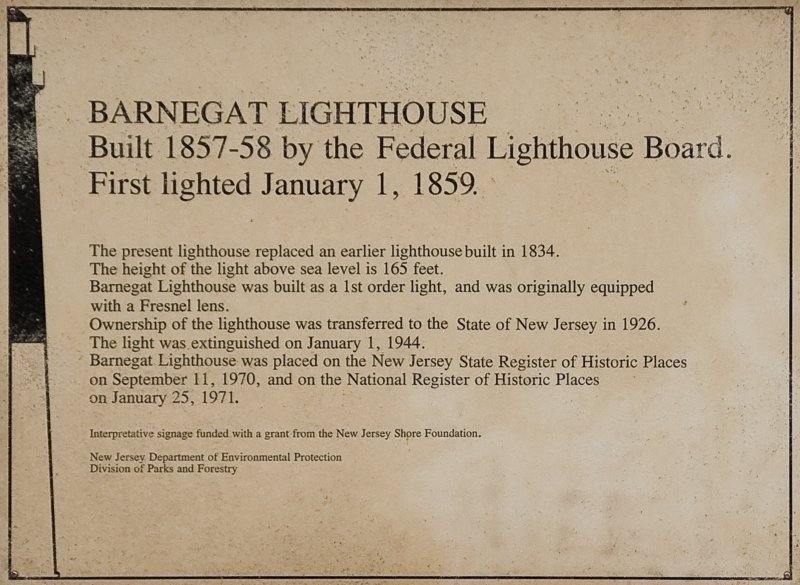 BARNEGAT LIGHTHOUSE
Built 1857-58 by the Federal Lighthouse Board.
First lighted January 1, 1859.
The present lighthouse replaced an earlier lighthouse built in 1834.
The height of the light above sea level is 165 feet.
Barnegat Lighthouse was built as a 1st order light, and was originally equipped
with a Fresnel lens.
Ownership of the lighthouse was transferred to the State of New Jersey in 1926.
The light was extinguished on January 1, 1944.
Barnegat Lighthouse was placed on the New Jersey State Register of Historic Places
on September 11, 1970, and on the National Register of Historic Places
on January 25, 1971.
Interpretative signage funded with a grant from the New Jersey Shore Foundation.
New Jersey Department of Environmental Protection
Division of Parks and Forestry